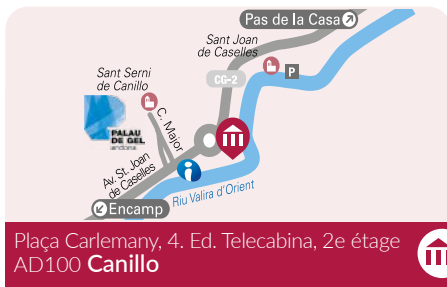 Pas de la Casa
Sant Joan
de Caselles
CG-2
P
Sant Serni
de Canillo
C. Major
PALAU
DE GEL
andorra
Av. St. Joan
de Caselles
i
Riu Valira d'Orient
Encamp
Plaça Carlemany, 4. Ed. Telecabina, 2e étage
AD100 Canillo